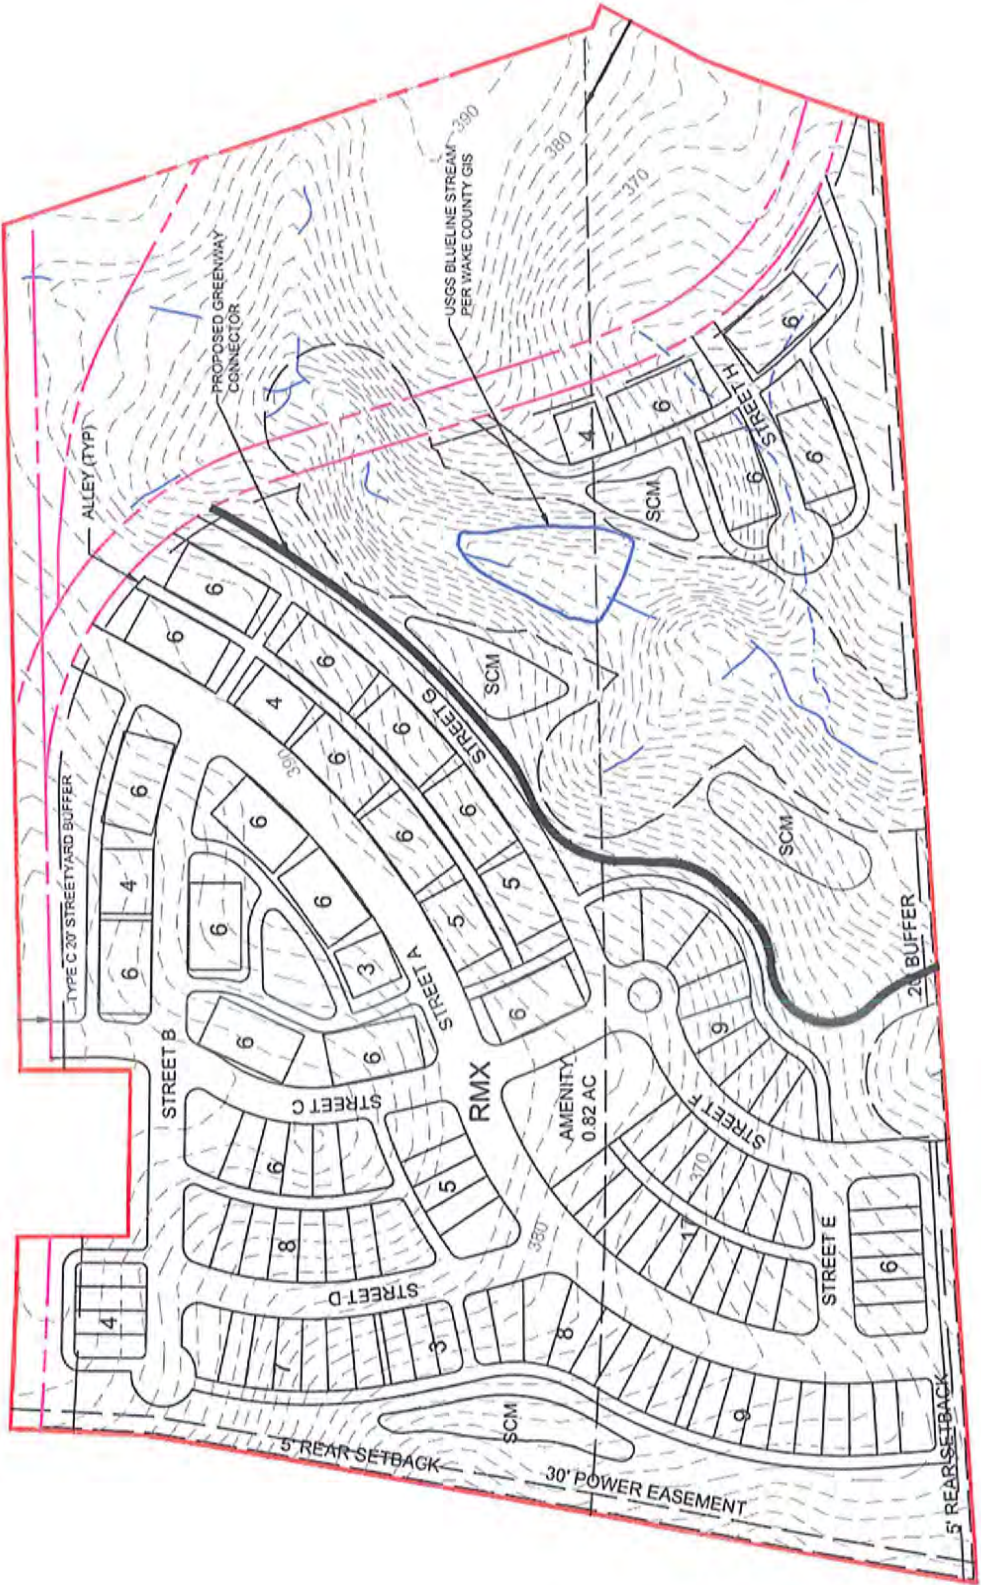 390
380
370
USGS BLUELINE STREAM
PER WAKE COUNTY GIS
PROPOSED GREENWAY
CONNECTOR
6
STREET H
6
4
6
6
SCM
ALLEY (TYP)
6
6
6
SCM
4
STREET G
6
6
390
6
TYPE C 20' STREETYARD BUFFER
6
6
6
SCM
4
5
6
5
6
20' BUFFER
3
6
STREET A
6
9
6
6
STREET B
RMX
AMENITY
0.82 AC
STREET C
STREET F
6
370
5
380
8
STREET E
6
STREET D
4
8
3
7
9
SCM
5' REAR SETBACK
30' POWER EASEMENT
5' REAR SETBACK